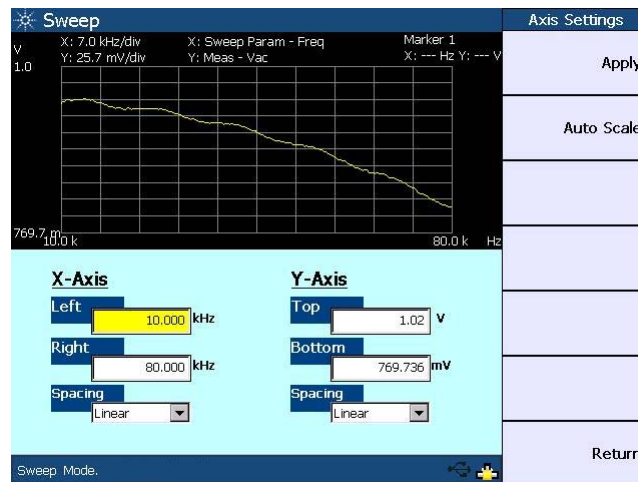 Sweep
Axis Settings
V
X: 7.0 kHz/div
X: Sweep Param - Freq
Marker 1
Y: 25.7 mV/div
Y: Meas - Vac
X: --- Hz Y: --- V
1.0
Apply
Auto Scale
769.7 m
10.0 k
80.0 k
Hz
X-Axis
Y-Axis
Left
10.000 kHz
Top
1.02 V
Right
80.000 kHz
Bottom
769.736 mV
Spacing
Linear
Spacing
Linear
Return
Sweep Mode.